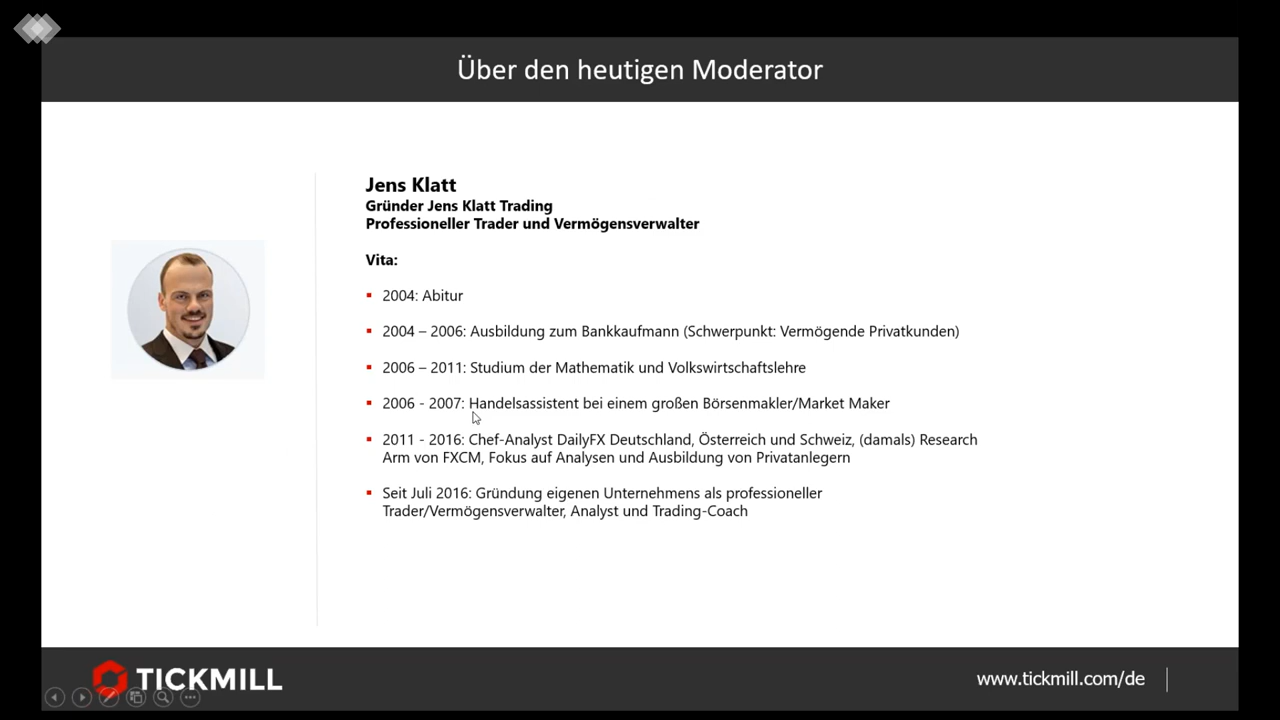 Über den heutigen Moderator
Jens Klatt
Gründer Jens Klatt Trading
Professioneller Trader und Vermögensverwalter
Vita:
2004: Abitur
2004 – 2006: Ausbildung zum Bankkaufmann (Schwerpunkt: Vermögende Privatkunden)
2006 – 2011: Studium der Mathematik und Volkswirtschaftslehre
2006 - 2007: Handelsassistent bei einem großen Börsenmakler/Market Maker
2011 - 2016: Chef-Analyst DailyFX Deutschland, Österreich und Schweiz, (damals) Research
Arm von FXCM, Fokus auf Analysen und Ausbildung von Privatanlegern
Seit Juli 2016: Gründung eigenen Unternehmens als professioneller
Trader/Vermögensverwalter, Analyst und Trading-Coach
TICKMILL
www.tickmill.com/de